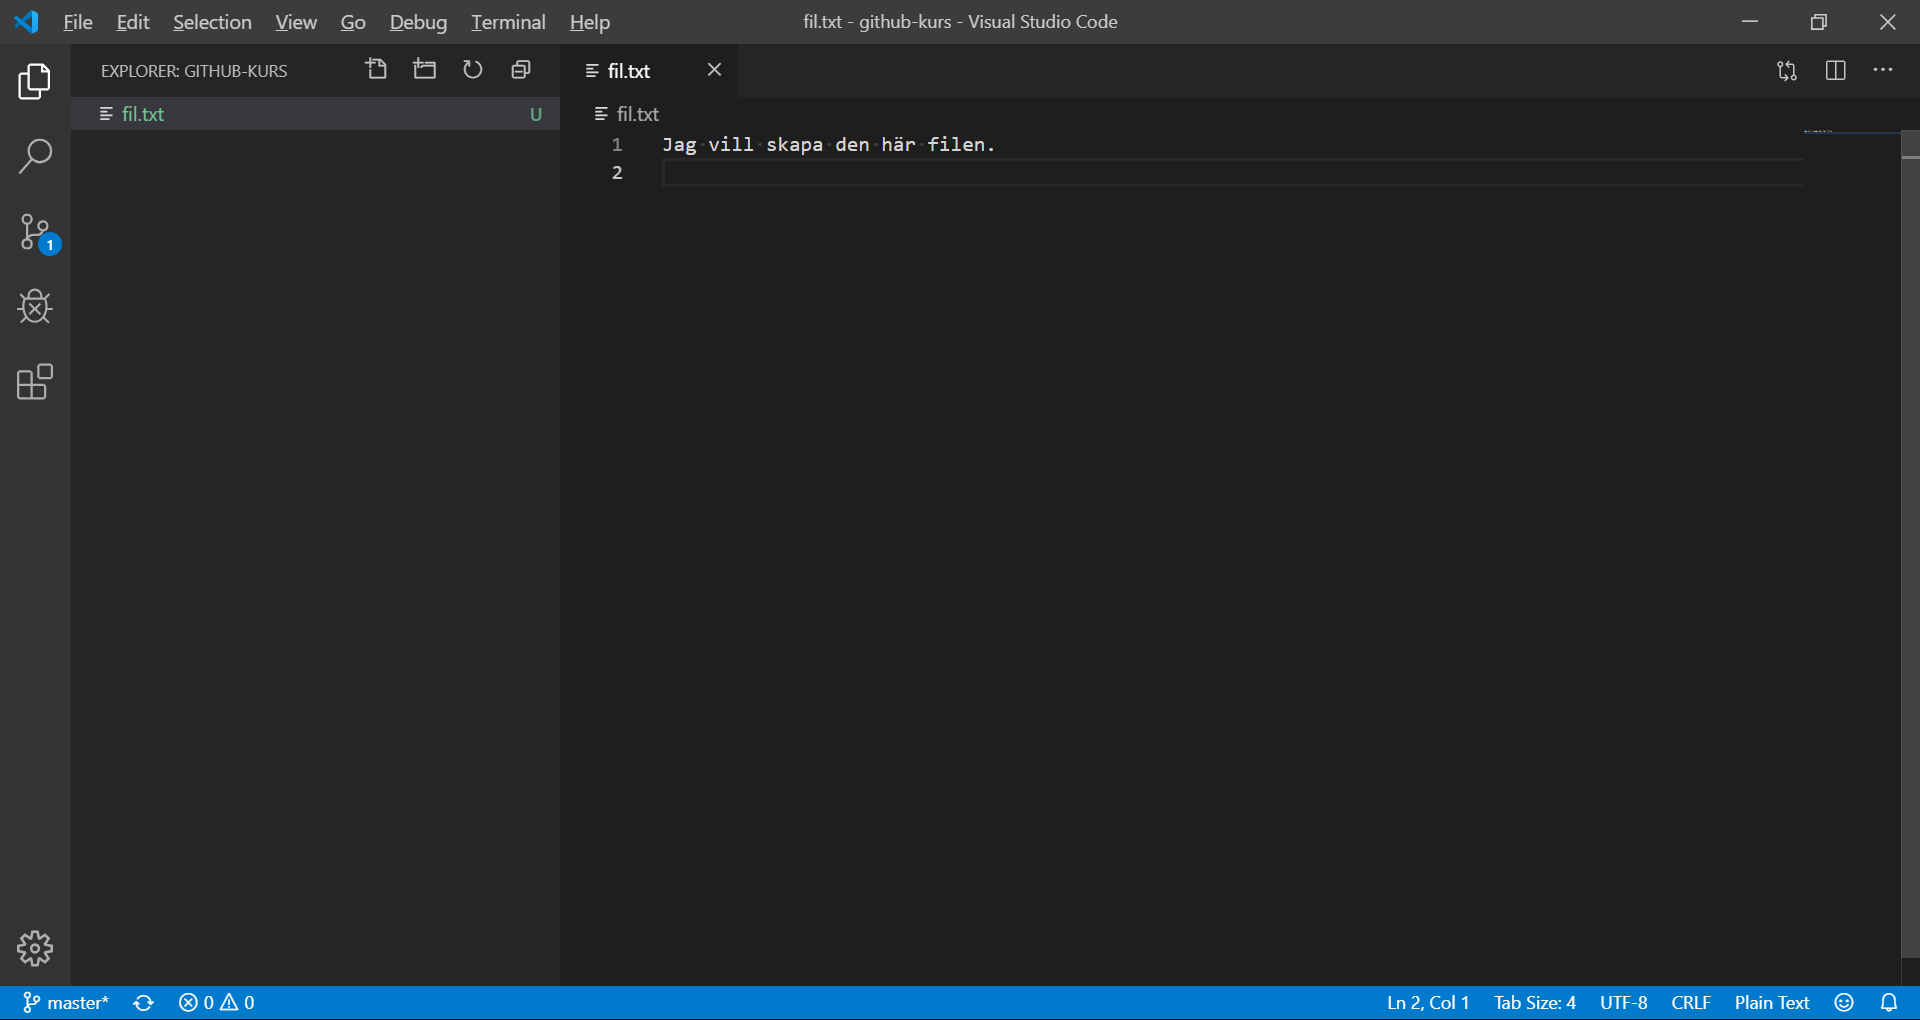 File Edit Selection View Go Debug Terminal Help fil.txt - github-kurs - Visual Studio Code
EXPLORER: GITHUB-KURS
fil.txt U
fil.txt
fil.txt
1 Jag vill skapa den här filen.
2
1
master* 0 0 Ln 2, Col 1 Tab Size: 4 UTF-8 CRLF Plain Text